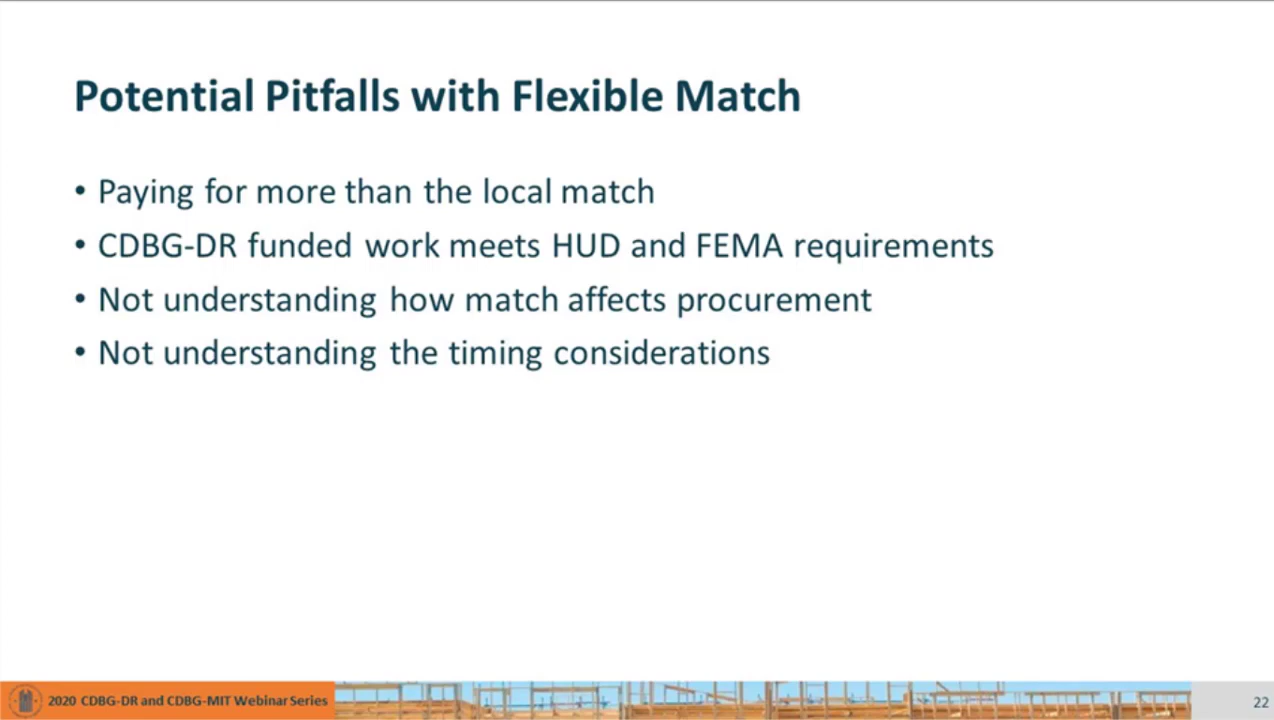 Potential Pitfalls with Flexible Match
• Paying for more than the local match
• CDBG-DR funded work meets HUD and FEMA requirements
• Not understanding how match affects procurement
• Not understanding the timing considerations
2020 CDBG-DR and CDBG-MIT Webinar Series
22